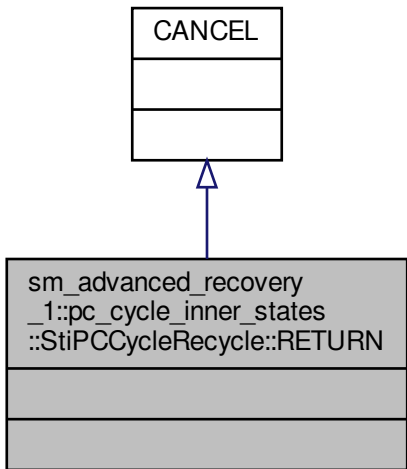 CANCEL
sm_advanced_recovery
_1::pc_cycle_inner_states
::StiPCCycleRecycle::RETURN